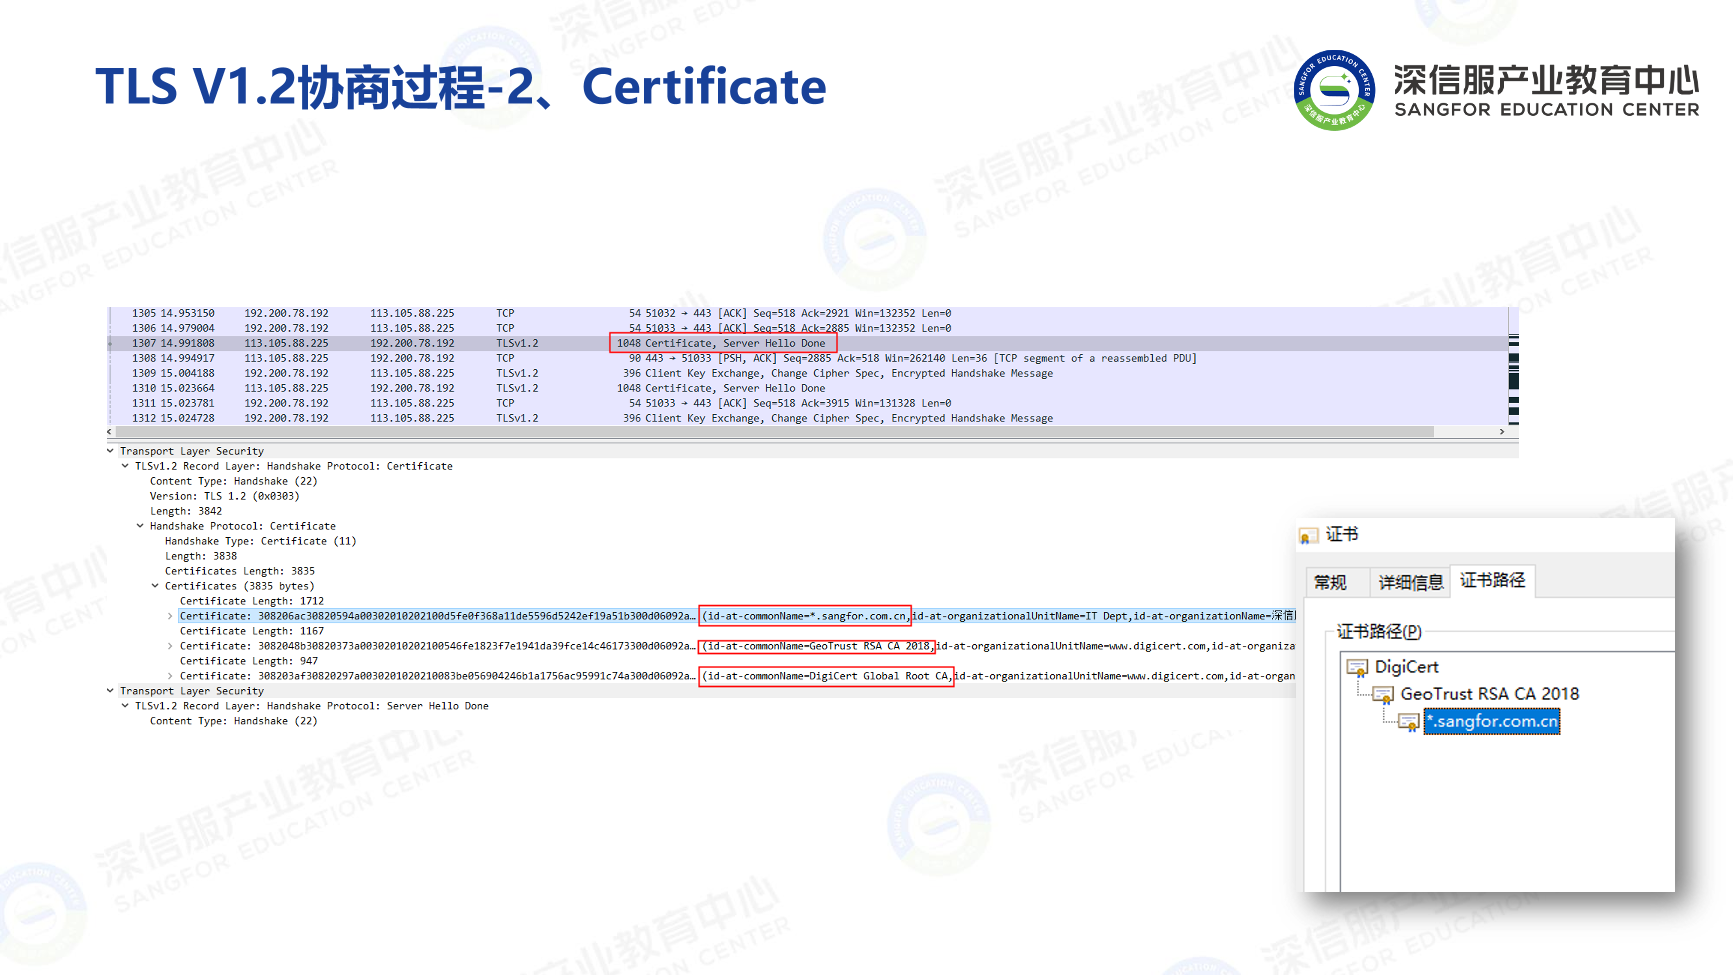 TLS V1.2协商过程-2、Certificate
深信服产业教育中心
SANGFOR EDUCATION CENTER
1305 14.953150 192.200.78.192 113.105.88.225 TCP 54 51032 → 443 [ACK] Seq=518 Ack=2921 Win=132352 Len=0
1306 14.979004 192.200.78.192 113.105.88.225 TCP 54 51033 → 443 [ACK] Seq=518 Ack=2885 Win=132352 Len=0
1307 14.991808 113.105.88.225 192.200.78.192 TLSv1.2 1048 Certificate, Server Hello Done
1308 14.994917 113.105.88.225 192.200.78.192 TCP 90 443 → 51033 [PSH, ACK] Seq=2885 Ack=518 Win=262140 Len=36 [TCP segment of a reassembled PDU]
1309 15.004188 192.200.78.192 113.105.88.225 TLSv1.2 396 Client Key Exchange, Change Cipher Spec, Encrypted Handshake Message
1310 15.023664 113.105.88.225 192.200.78.192 TLSv1.2 1048 Certificate, Server Hello Done
1311 15.023781 192.200.78.192 113.105.88.225 TCP 54 51033 → 443 [ACK] Seq=518 Ack=3915 Win=131328 Len=0
1312 15.024728 192.200.78.192 113.105.88.225 TLSv1.2 396 Client Key Exchange, Change Cipher Spec, Encrypted Handshake Message
Transport Layer Security
TLSv1.2 Record Layer: Handshake Protocol: Certificate
Content Type: Handshake (22)
Version: TLS 1.2 (0x0303)
Length: 3842
Handshake Protocol: Certificate
Handshake Type: Certificate (11)
Length: 3838
Certificates Length: 3835
Certificates (3835 bytes)
Certificate Length: 1712
Certificate: 308206ac30820594a00302010202100d5fe0f368a11de5596d5242ef19a51b300d06092a… (id-at-commonName=*.sangfor.com.cn,id-at-organizationalUnitName=IT Dept,id-at-organizationName=深信
Certificate Length: 1167
Certificate: 3082048b30820373a0030201020210​0546fe1823f7e1941da39fce14c46173300d06092a… (id-at-commonName=GeoTrust RSA CA 2018,id-at-organizationalUnitName=www.digicert.com,id-at-organiza
Certificate Length: 947
Certificate: 308203af30820297a0030201020210083be056904246b1a1756ac95991c74a300d06092a… (id-at-commonName=DigiCert Global Root CA,id-at-organizationalUnitName=www.digicert.com,id-at-organ
Transport Layer Security
TLSv1.2 Record Layer: Handshake Protocol: Server Hello Done
Content Type: Handshake (22)
证书
常规 详细信息 证书路径
证书路径(P)
DigiCert
GeoTrust RSA CA 2018
*.sangfor.com.cn